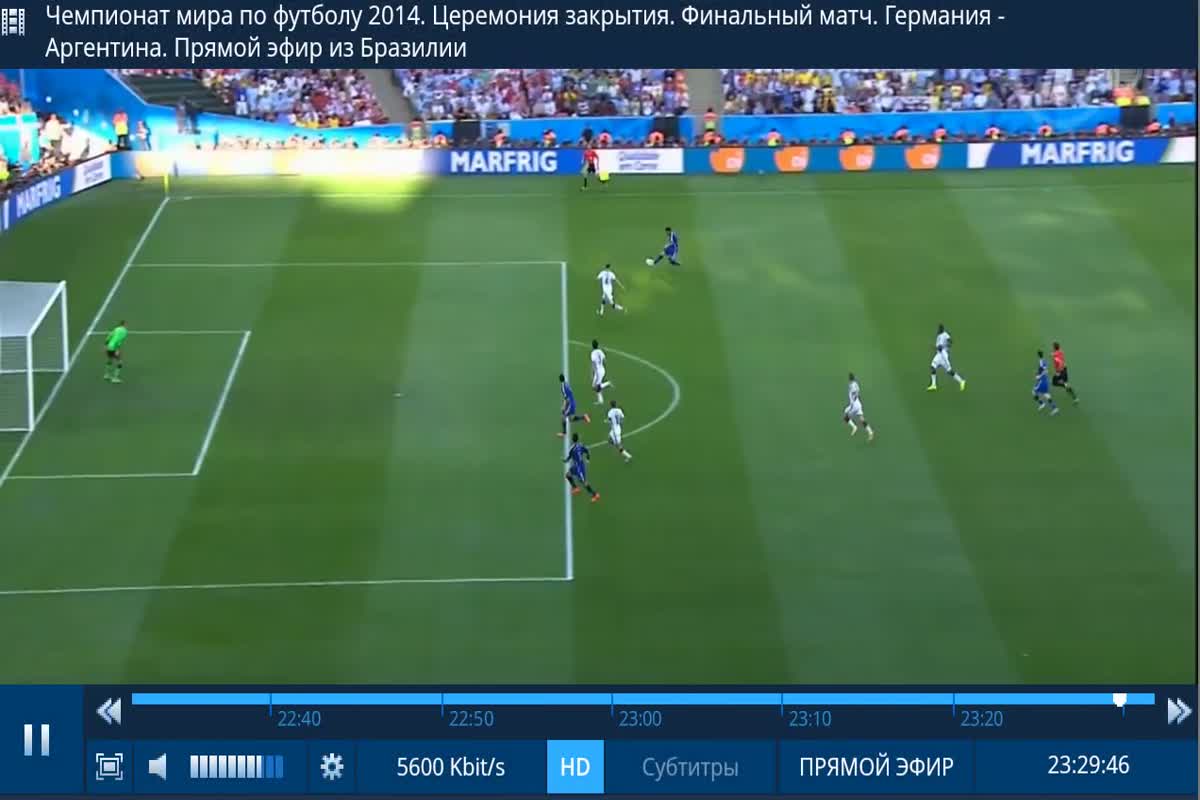 Чемпионат мира по футболу 2014. Церемония закрытия. Финальный матч. Германия -
Аргентина. Прямой эфир из Бразилии
MARFRIG
MARFRIG
MARFRIG
22:40
22:50
23:00
23:10
23:20
5600 Kbit/s
HD
Субтитры
ПРЯМОЙ ЭФИР
23:29:46